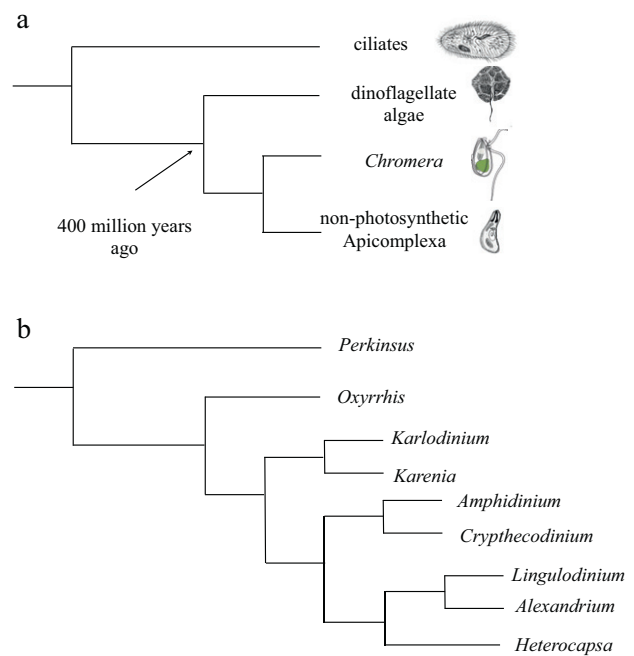 a
ciliates
dinoflagellate
algae
Chromera
400 million years
ago
non-photosynthetic
Apicomplexa
b
Perkinsus
Oxyrrhis
Karlodinium
Karenia
Amphidinium
Crypthecodinium
Lingulodinium
Alexandrium
Heterocapsa